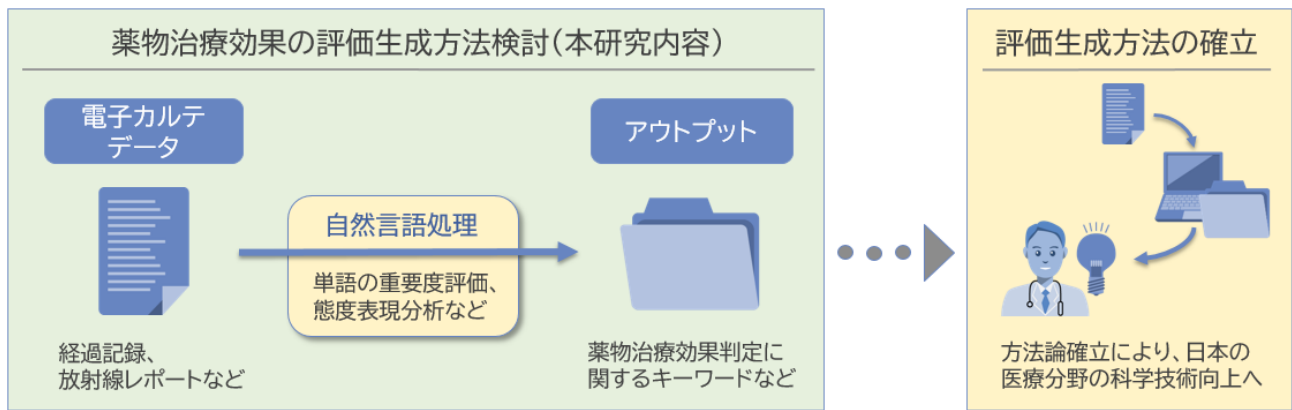 薬物治療効果の評価生成方法検討(本研究内容)
電子カルテ
データ
経過記録、
放射線レポートなど
自然言語処理
単語の重要度評価、
態度表現分析など
アウトプット
薬物治療効果判定に
関するキーワードなど
評価生成方法の確立
方法論確立により、日本の
医療分野の科学技術向上へ